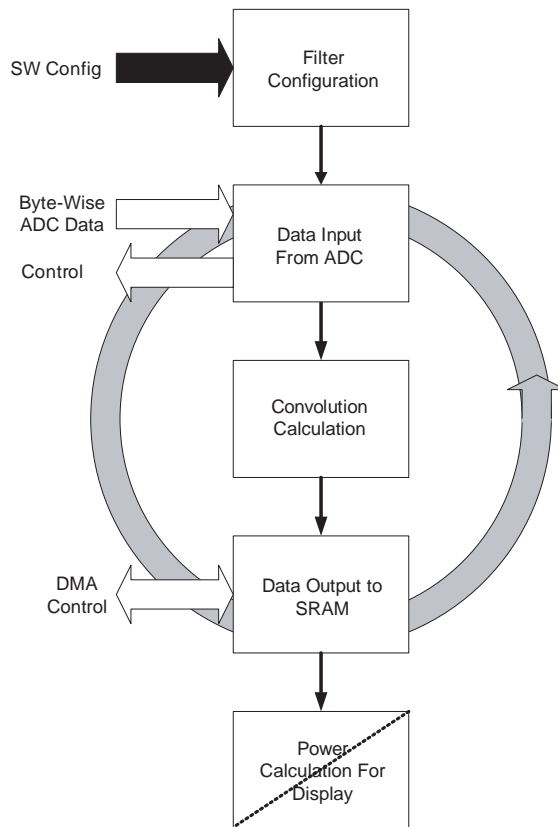 SW Config
Filter
Configuration
Byte-Wise
ADC Data
Control
Data Input
From ADC
Convolution
Calculation
DMA
Control
Data Output to
SRAM
Power
Calculation For
Display